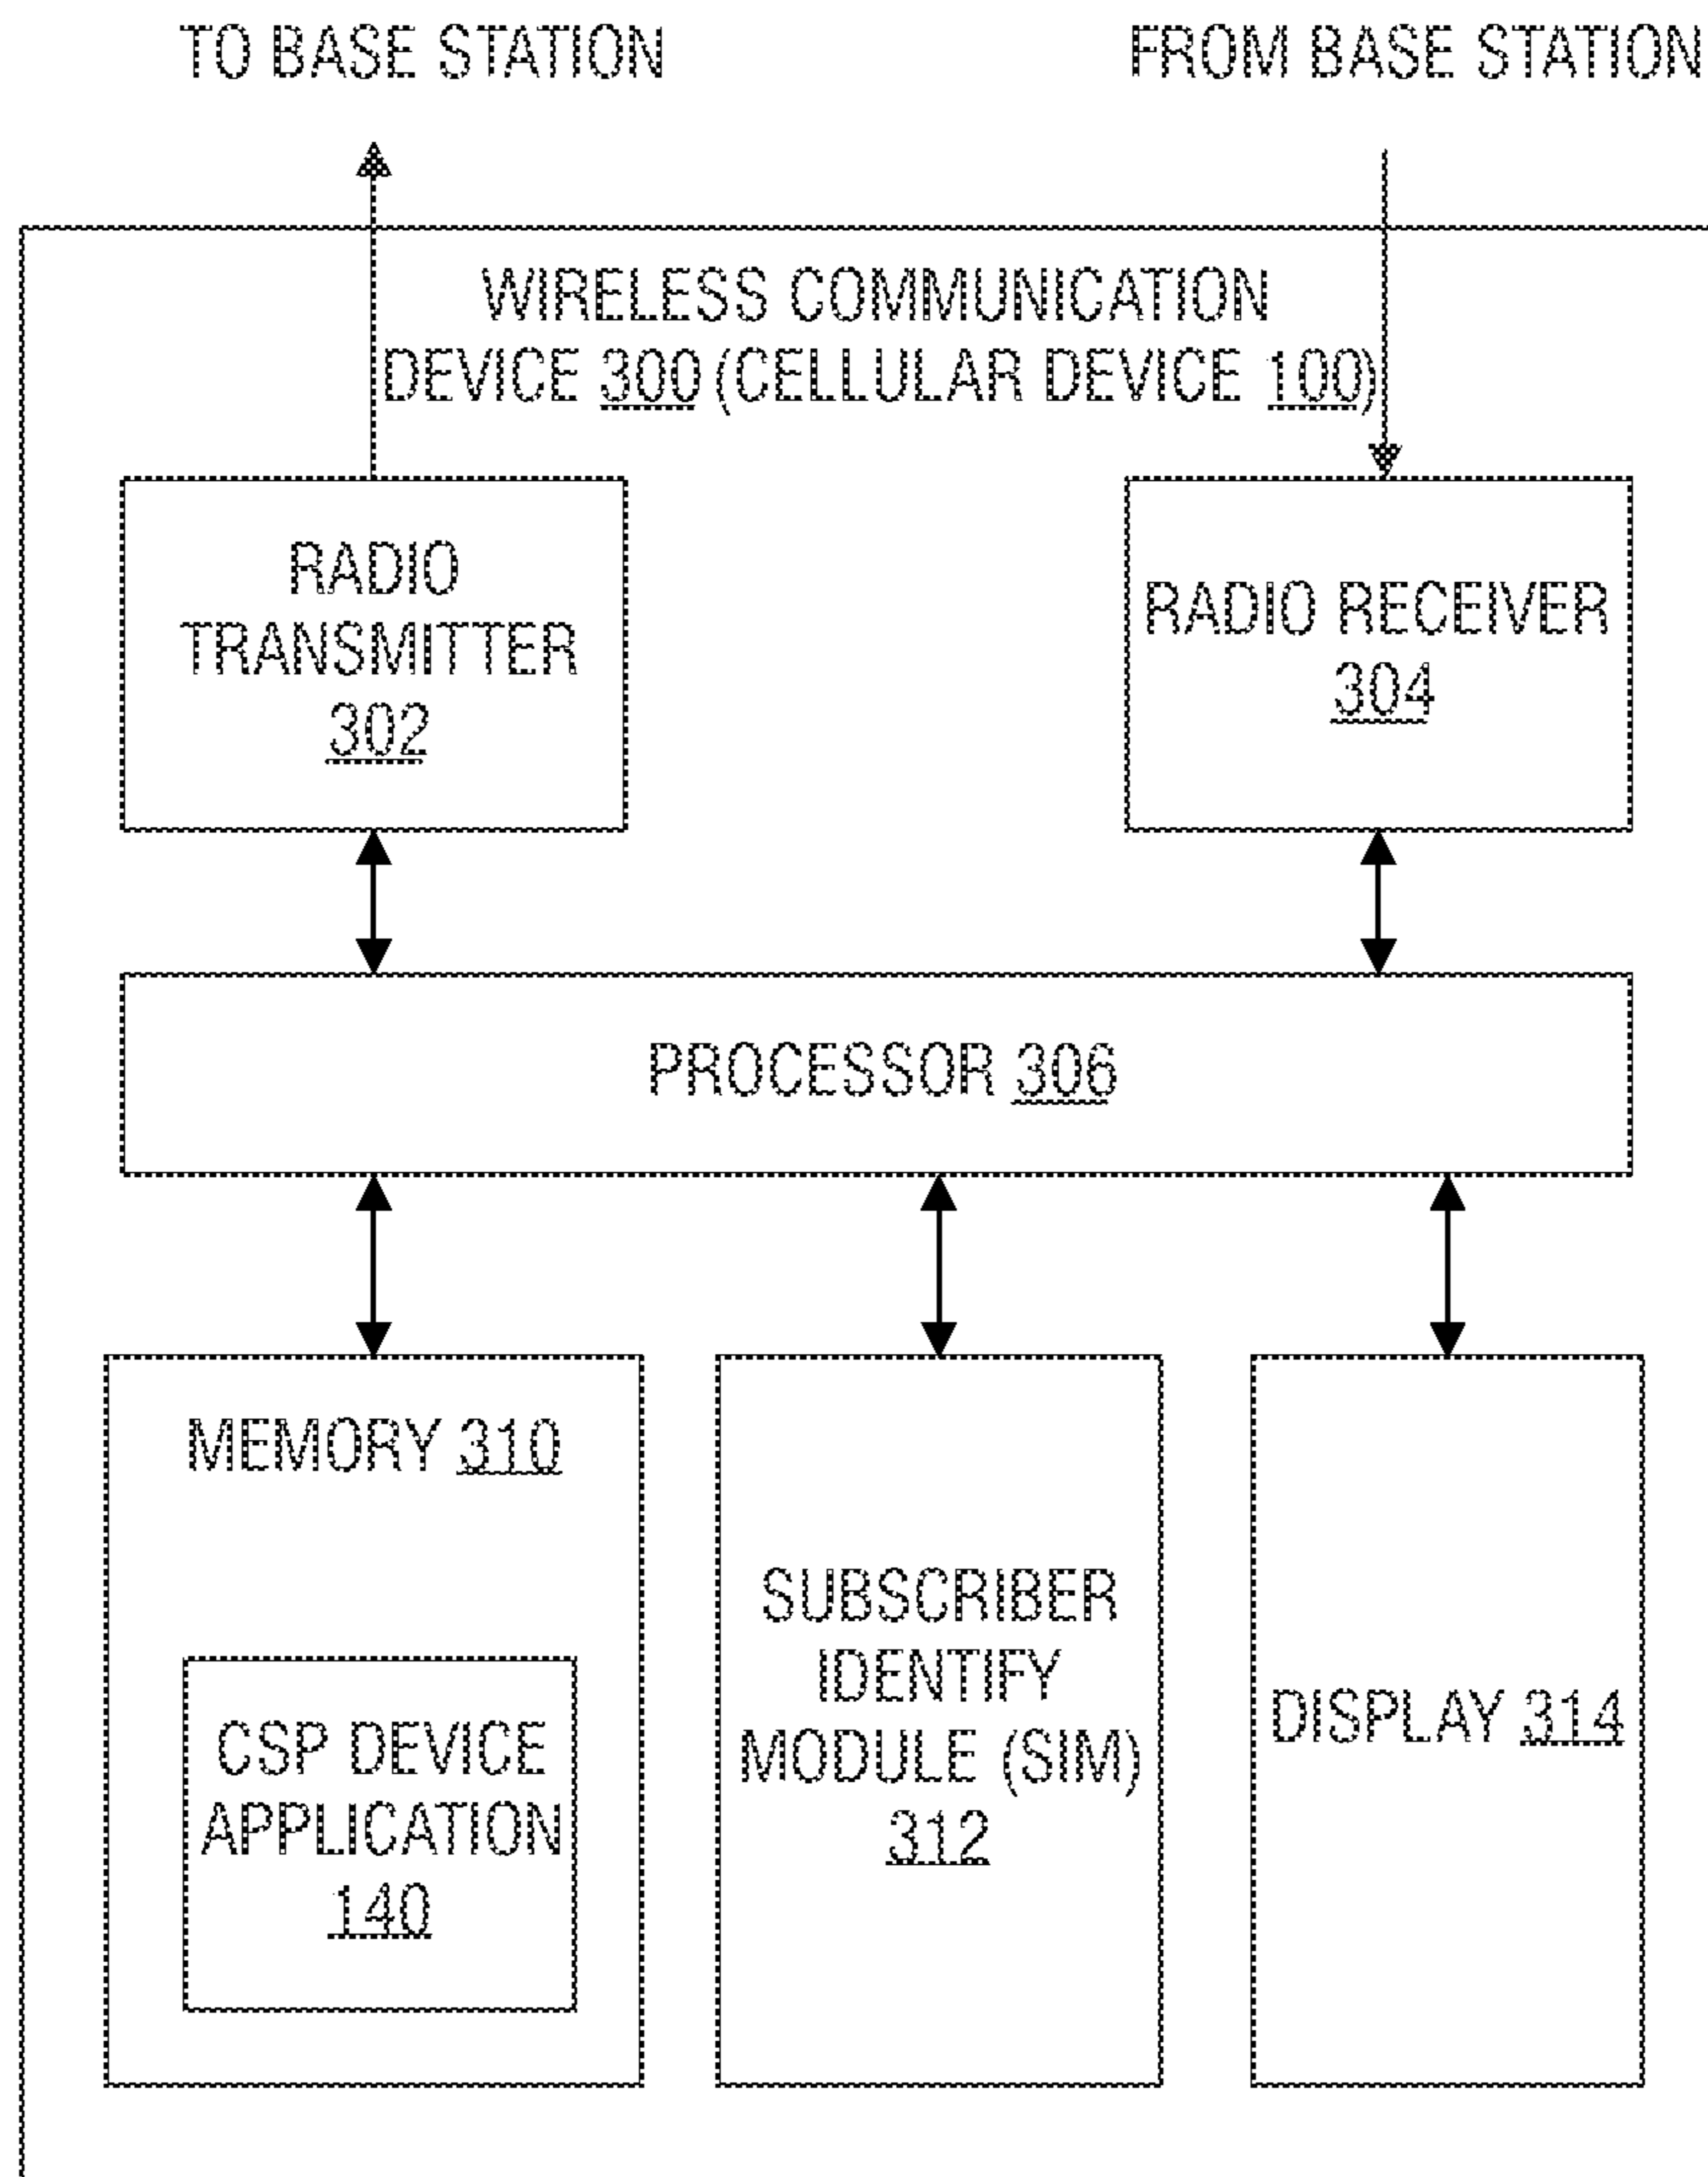 TO BASE STATION
FROM BASE STATION
WIRELESS COMMUNICATION
DEVICE 300 (CELLULAR DEVICE 100)
RADIO
TRANSMITTER
302
RADIO RECEIVER
304
PROCESSOR 306
MEMORY 310
CSP DEVICE
APPLICATION
140
SUBSCRIBER
IDENTIFY
MODULE (SIM)
312
DISPLAY 314